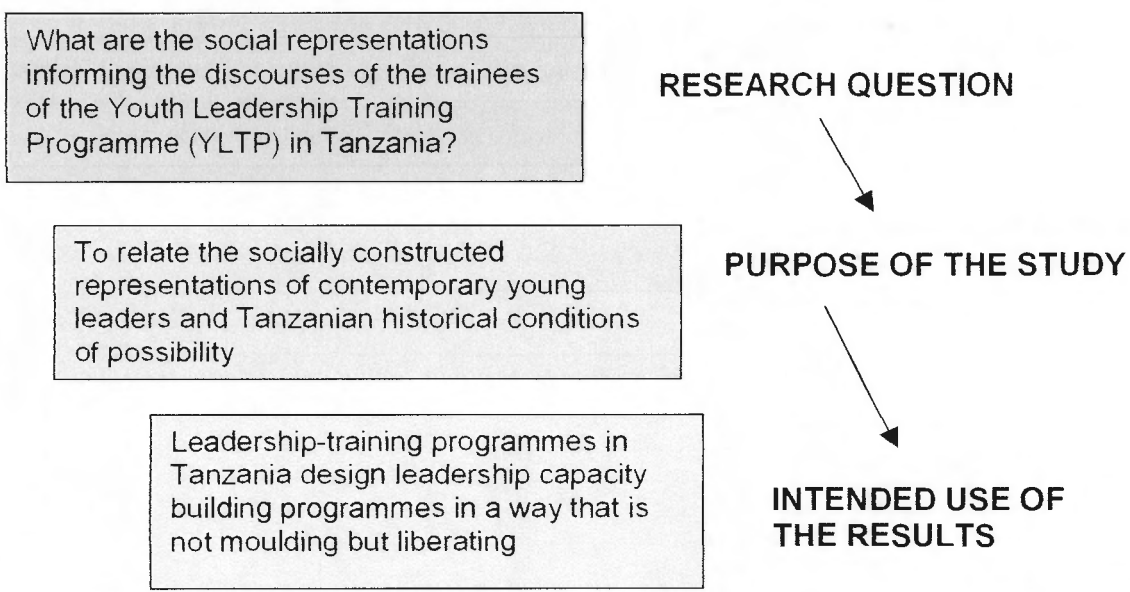 What are the social representations
informing the discourses of the trainees
of the Youth Leadership Training
Programme (YLTP) in Tanzania?
RESEARCH QUESTION
To relate the socially constructed
representations of contemporary young
leaders and Tanzanian historical conditions
of possibility
PURPOSE OF THE STUDY
Leadership-training programmes in
Tanzania design leadership capacity
building programmes in a way that is
not moulding but liberating
INTENDED USE OF
THE RESULTS